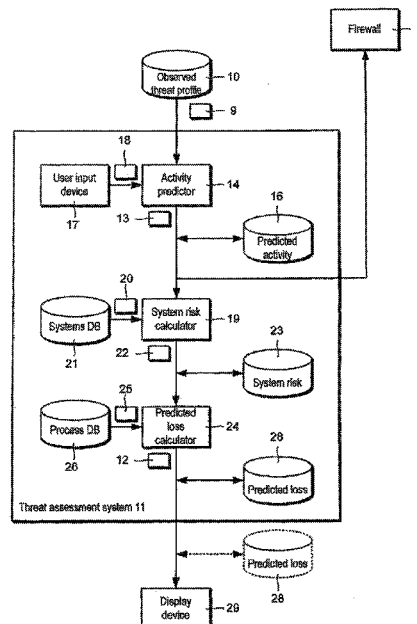 Firewall
Observed
threat profile
10
9
18
User input
device
17
Activity
predictor
14
13
16
Predicted
activity
20
Systems DB
21
System risk
calculator
19
22
23
System risk
25
Process DB
26
Predicted
loss
calculator
24
12
28
Predicted loss
Threat assessment system 11
Predicted loss
28
Display
device
29